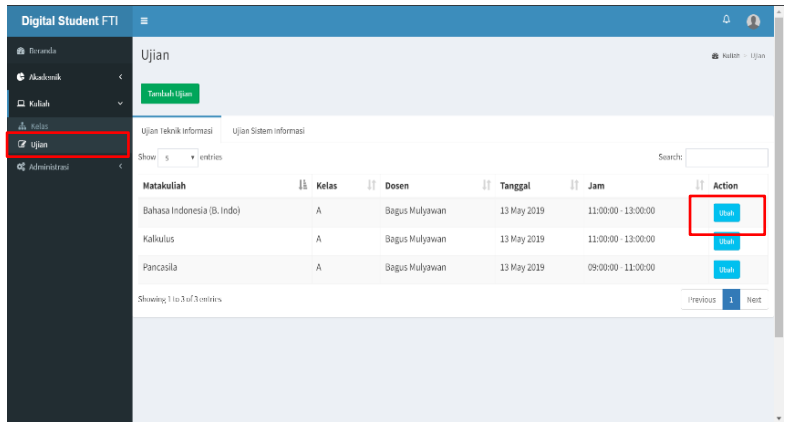 Digital Student FTI
Beranda
Akademik
Kuliah
Kelas
Ujian
Administrasi
Ujian
Kuliah > Ujian
Tambah Ujian
Ujian Teknik Informasi Ujian Sistem Informasi
Show 5 entries Search:
Matakuliah Kelas Dosen Tanggal Jam Action
Bahasa Indonesia (B. Indo) A Bagus Mulyawan 13 May 2019 11:00:00 - 13:00:00 Ubah
Kalkulus A Bagus Mulyawan 13 May 2019 11:00:00 - 13:00:00 Ubah
Pancasila A Bagus Mulyawan 13 May 2019 09:00:00 - 11:00:00 Ubah
Showing 1 to 3 of 3 entries Previous 1 Next